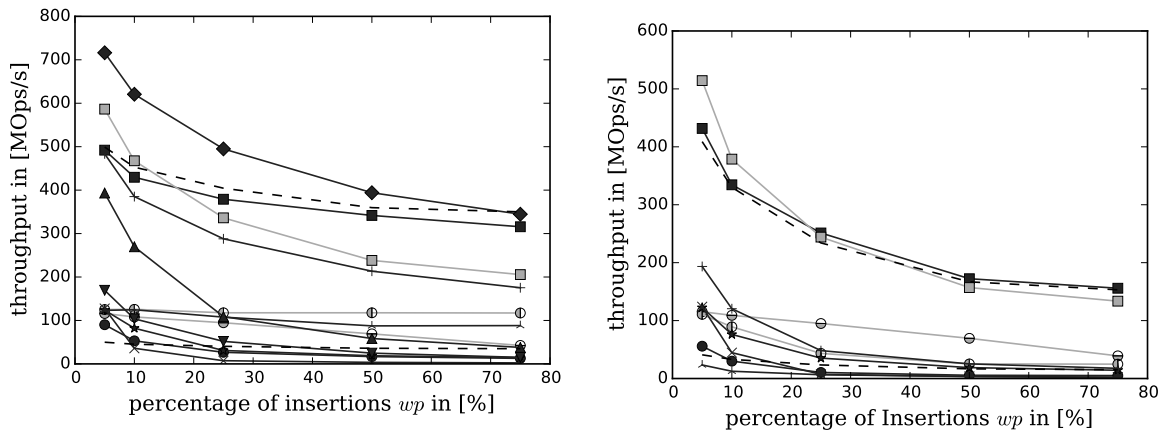 800
700
600
500
400
300
200
100
0
0 10 20 30 40 50 60 70 80
throughput in [MOps/s]
percentage of insertions wp in [%]
600
500
400
300
200
100
0
0 10 20 30 40 50 60 70 80
throughput in [MOps/s]
percentage of Insertions wp in [%]